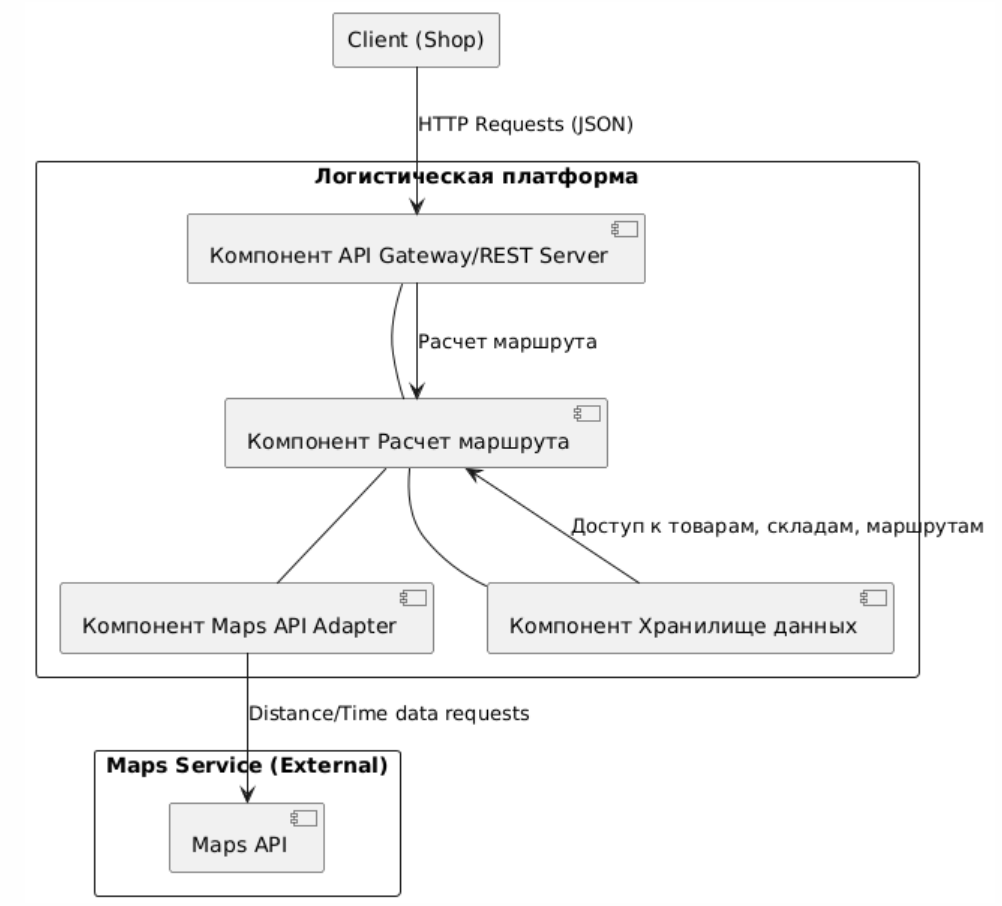 Client (Shop)
HTTP Requests (JSON)
Логистическая платформа
Компонент API Gateway/REST Server
Расчет маршрута
Компонент Расчет маршрута
Доступ к товарам, складам, маршрутам
Компонент Maps API Adapter
Компонент Хранилище данных
Distance/Time data requests
Maps Service (External)
Maps API